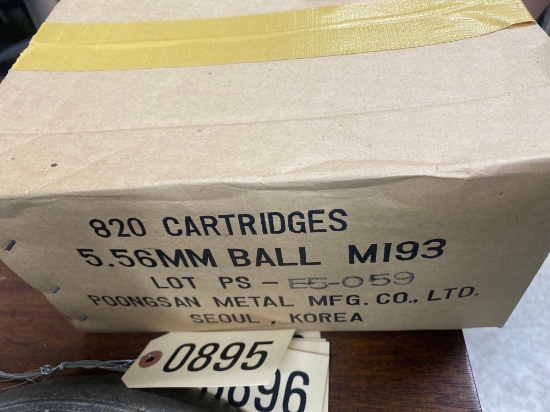 820 CARTRIDGES
5.56MM BALL M193
LOT PS - E5-059
POONGSAN METAL MFG. CO., LTD.
SEOUL, KOREA
0895
0896